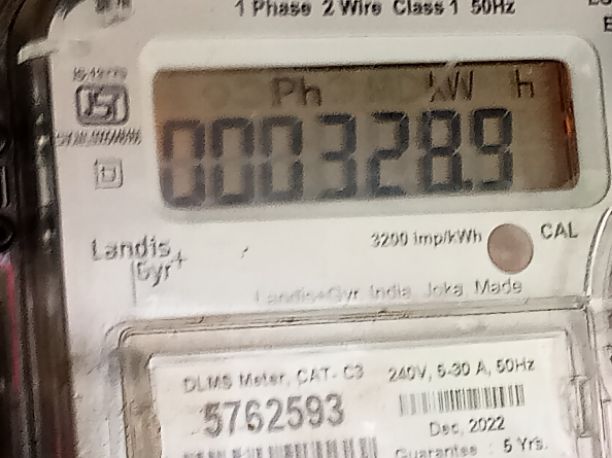 1 Phase 2 Wire Class 1 50Hz
Ph kW h
000328.9
3200 imp/kWh CAL
Landis
Gyr+
Landis+Gyr India Joka Made
DLMS Meter, CAT- C3 240V, 5-30 A, 50Hz
5762593
Dec, 2022
Guarantee : 5 Yrs.